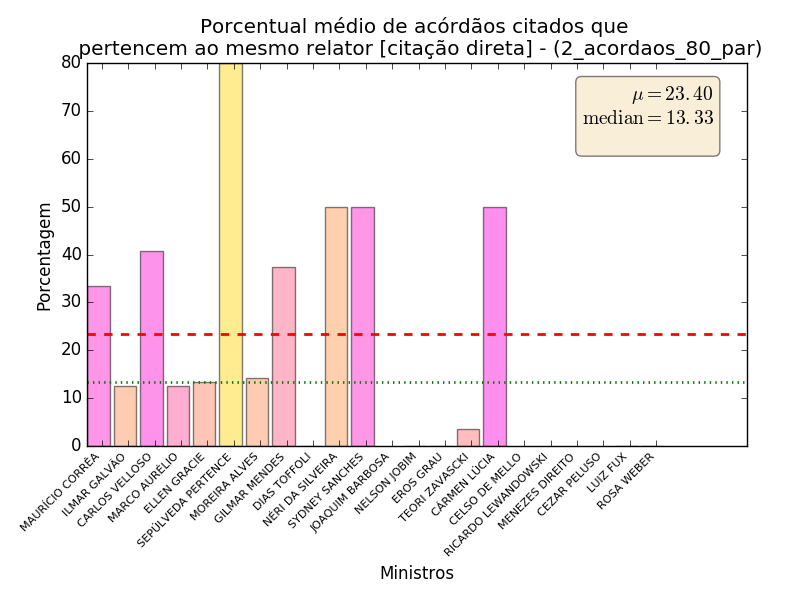 Porcentual médio de acórdãos citados que
pertencem ao mesmo relator [citação direta] - (2_acordaos_80_par)
μ = 23.40
median = 13.33
Porcentagem
80
70
60
50
40
30
20
10
0
MAURÍCIO CORRÊA
ILMAR GALVÃO
CARLOS VELLOSO
MARCO AURÉLIO
ELLEN GRACIE
SEPÚLVEDA PERTENCE
MOREIRA ALVES
GILMAR MENDES
DIAS TOFFOLI
NÉRI DA SILVEIRA
SYDNEY SANCHES
JOAQUIM BARBOSA
NELSON JOBIM
EROS GRAU
TEORI ZAVASCKI
CÁRMEN LÚCIA
CELSO DE MELLO
RICARDO LEWANDOWSKI
MENEZES DIREITO
CEZAR PELUSO
LUIZ FUX
ROSA WEBER
Ministros